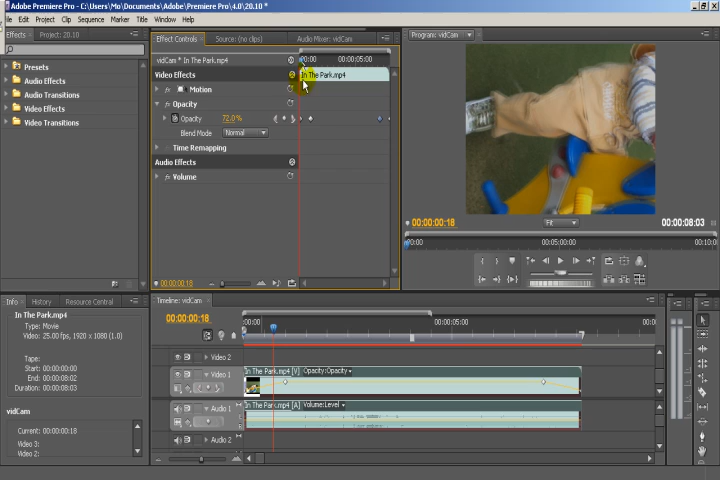 Adobe Premiere Pro - C:\Users\Mo\Documents\Adobe\Premiere Pro\4.0\20.10 *
File Edit Project Clip Sequence Marker Title Window Help
Effects Project: 20.10
Presets
Audio Effects
Audio Transitions
Video Effects
Video Transitions
Effect Controls Source: (no clips) Audio Mixer: vidCam
vidCam * In The Park.mp4
00:00 00:00:05:00
Video Effects
In The Park.mp4
fx Motion
fx Opacity
Opacity 72.0 %
Blend Mode Normal
Time Remapping
Audio Effects
fx Volume
00:00:00:18
Program: vidCam
00:00:00:18 Fit 00:00:08:03
00:00 00:05:00:00 00:10:0
Info History Resource Central
In The Park.mp4
Type: Movie
Video: 25.00 fps, 1920 x 1080 (1.0)
Tape:
Start: 00:00:00:00
End: 00:00:08:02
Duration: 00:00:08:03
vidCam
Current: 00:00:00:18
Video 3:
Video 2:
Timeline: vidCam
00:00:00:18
:00:00 00:00:05:00 00:0
Video 2
Video 1
In The Park.mp4 [V] Opacity:Opacity
Audio 1
In The Park.mp4 [A] Volume:Level
Audio 2